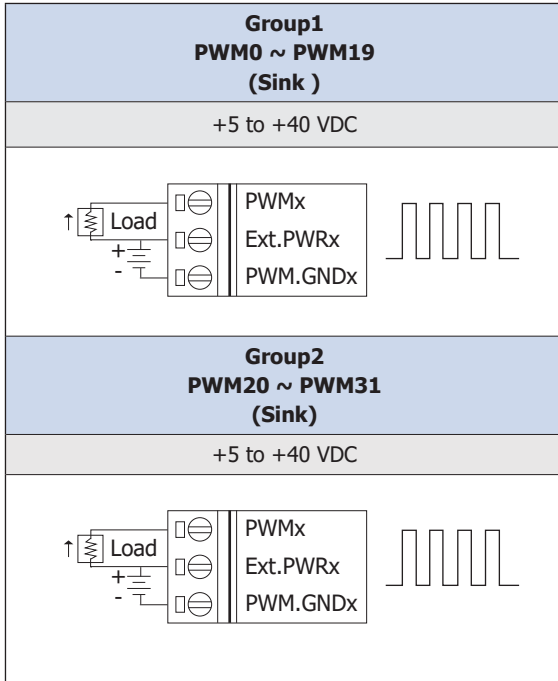 Group1
PWM0 ~ PWM19
(Sink )
+5 to +40 VDC
↑ Load
+
-
PWMx
Ext.PWRx
PWM.GNDx
Group2
PWM20 ~ PWM31
(Sink)
+5 to +40 VDC
↑ Load
+
-
PWMx
Ext.PWRx
PWM.GNDx